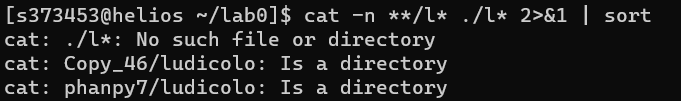 [s373453@helios ~/lab0]$ cat -n **/l* ./l* 2>&1 | sort
cat: ./l*: No such file or directory
cat: Copy_46/ludicolo: Is a directory
cat: phanpy7/ludicolo: Is a directory